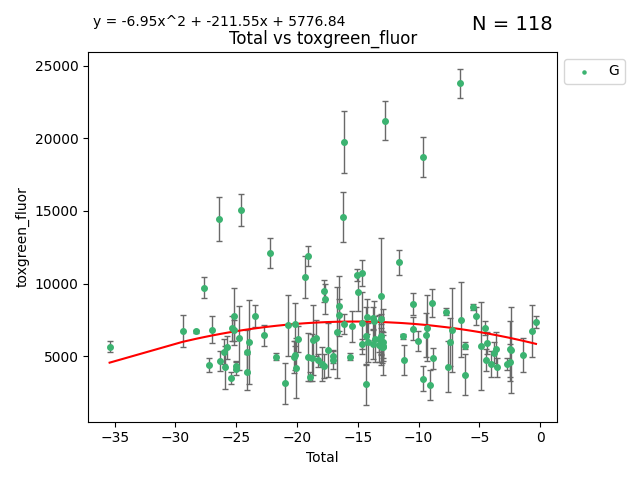 y = -6.95x^2 + -211.55x + 5776.84
N = 118
Total vs toxgreen_fluor
G
toxgreen_fluor
25000
20000
15000
10000
5000
−35
−30
−25
−20
−15
−10
−5
0
Total